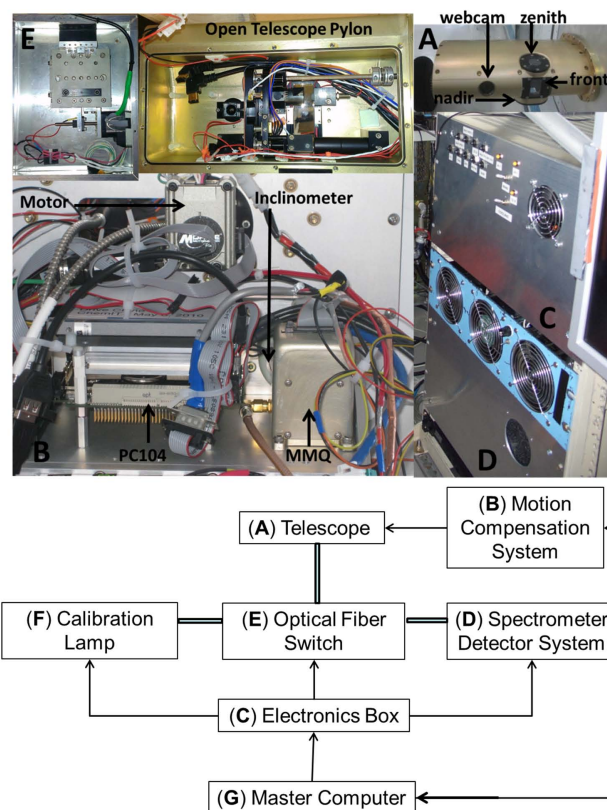 E
Open Telescope Pylon
A
webcam
zenith
front
nadir
Motor
Inclinometer
C
B
PC104
MMQ
D
(A) Telescope
(B) Motion
Compensation
System
(F) Calibration
Lamp
(E) Optical Fiber
Switch
(D) Spectrometer
Detector System
(C) Electronics Box
(G) Master Computer